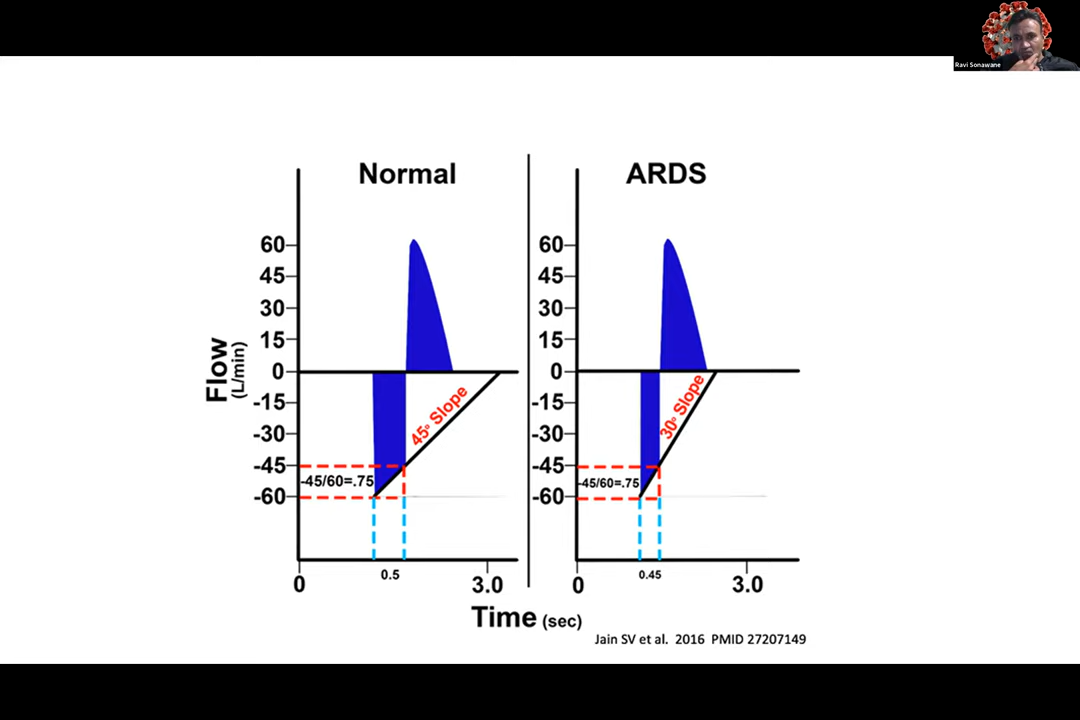 Ravi Sonawane
Normal
ARDS
60
45
30
15
0
-15
-30
-45
-60
Flow
(L/min)
45° Slope
-45/60=.75
0
0.5
3.0
60
45
30
15
0
-15
-30
-45
-60
30° Slope
-45/60=.75
0
0.45
3.0
Time (sec)
Jain SV et al. 2016 PMID 27207149